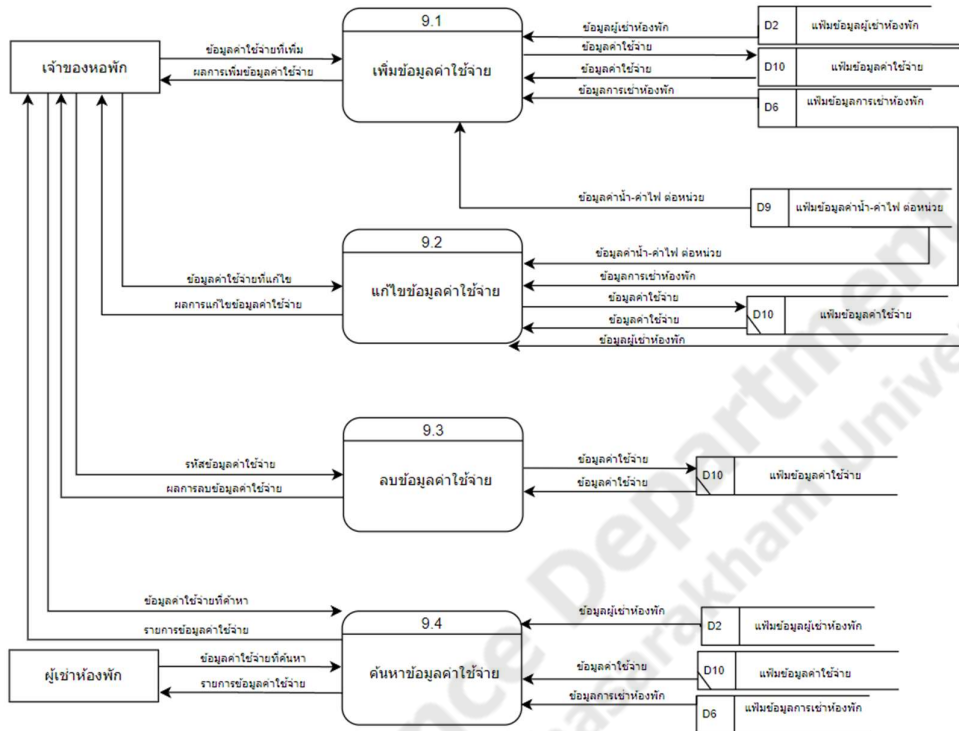 9.1
เพิ่มข้อมูลค่าใช้จ่าย
เจ้าของหอพัก
ข้อมูลค่าใช้จ่ายที่เพิ่ม
ผลการเพิ่มข้อมูลค่าใช้จ่าย
ข้อมูลผู้เช่าห้องพัก
ข้อมูลค่าใช้จ่าย
ข้อมูลค่าใช้จ่าย
ข้อมูลการเช่าห้องพัก
D2 แฟ้มข้อมูลผู้เช่าห้องพัก
D10 แฟ้มข้อมูลค่าใช้จ่าย
D6 แฟ้มข้อมูลการเช่าห้องพัก
ข้อมูลค่าน้ำ-ค่าไฟ ต่อหน่วย
D9 แฟ้มข้อมูลค่าน้ำ-ค่าไฟ ต่อหน่วย
9.2
แก้ไขข้อมูลค่าใช้จ่าย
ข้อมูลค่าใช้จ่ายที่แก้ไข
ผลการแก้ไขข้อมูลค่าใช้จ่าย
ข้อมูลค่าน้ำ-ค่าไฟ ต่อหน่วย
ข้อมูลการเช่าห้องพัก
ข้อมูลค่าใช้จ่าย
ข้อมูลค่าใช้จ่าย
ข้อมูลผู้เช่าห้องพัก
D10 แฟ้มข้อมูลค่าใช้จ่าย
9.3
ลบข้อมูลค่าใช้จ่าย
รหัสข้อมูลค่าใช้จ่าย
ผลการลบข้อมูลค่าใช้จ่าย
ข้อมูลค่าใช้จ่าย
ข้อมูลค่าใช้จ่าย
D10 แฟ้มข้อมูลค่าใช้จ่าย
9.4
ค้นหาข้อมูลค่าใช้จ่าย
ข้อมูลค่าใช้จ่ายที่ค้าหา
รายการข้อมูลค่าใช้จ่าย
ผู้เช่าห้องพัก
ข้อมูลค่าใช้จ่ายที่ค้นหา
รายการข้อมูลค่าใช้จ่าย
ข้อมูลผู้เช่าห้องพัก
ข้อมูลค่าใช้จ่าย
ข้อมูลการเช่าห้องพัก
D2 แฟ้มข้อมูลผู้เช่าห้องพัก
D10 แฟ้มข้อมูลค่าใช้จ่าย
D6 แฟ้มข้อมูลการเช่าห้องพัก
Department